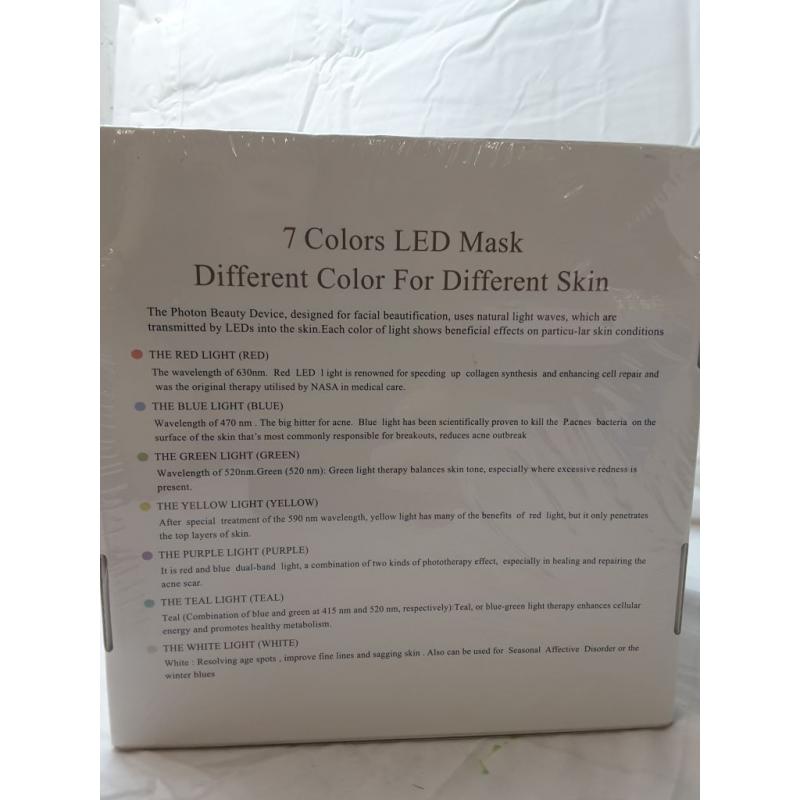 7 Colors LED Mask
Different Color For Different Skin
The Photon Beauty Device, designed for facial beautification, uses natural light waves, which are
transmitted by LEDs into the skin.Each color of light shows beneficial effects on particu-lar skin conditions
THE RED LIGHT (RED)
The wavelength of 630nm. Red LED l ight is renowned for speeding up collagen synthesis and enhancing cell repair and
was the original therapy utilised by NASA in medical care.
THE BLUE LIGHT (BLUE)
Wavelength of 470 nm . The big hitter for acne. Blue light has been scientifically proven to kill the P.acnes bacteria on the
surface of the skin that's most commonly responsible for breakouts, reduces acne outbreak
THE GREEN LIGHT (GREEN)
Wavelength of 520nm.Green (520 nm): Green light therapy balances skin tone, especially where excessive redness is
present.
THE YELLOW LIGHT (YELLOW)
After special treatment of the 590 nm wavelength, yellow light has many of the benefits of red light, but it only penetrates
the top layers of skin.
THE PURPLE LIGHT (PURPLE)
It is red and blue dual-band light, a combination of two kinds of phototherapy effect, especially in healing and repairing the
acne scar.
THE TEAL LIGHT (TEAL)
Teal (Combination of blue and green at 415 nm and 520 nm, respectively):Teal, or blue-green light therapy enhances cellular
energy and promotes healthy metabolism.
THE WHITE LIGHT (WHITE)
White : Resolving age spots , improve fine lines and sagging skin . Also can be used for Seasonal Affective Disorder or the
winter blues